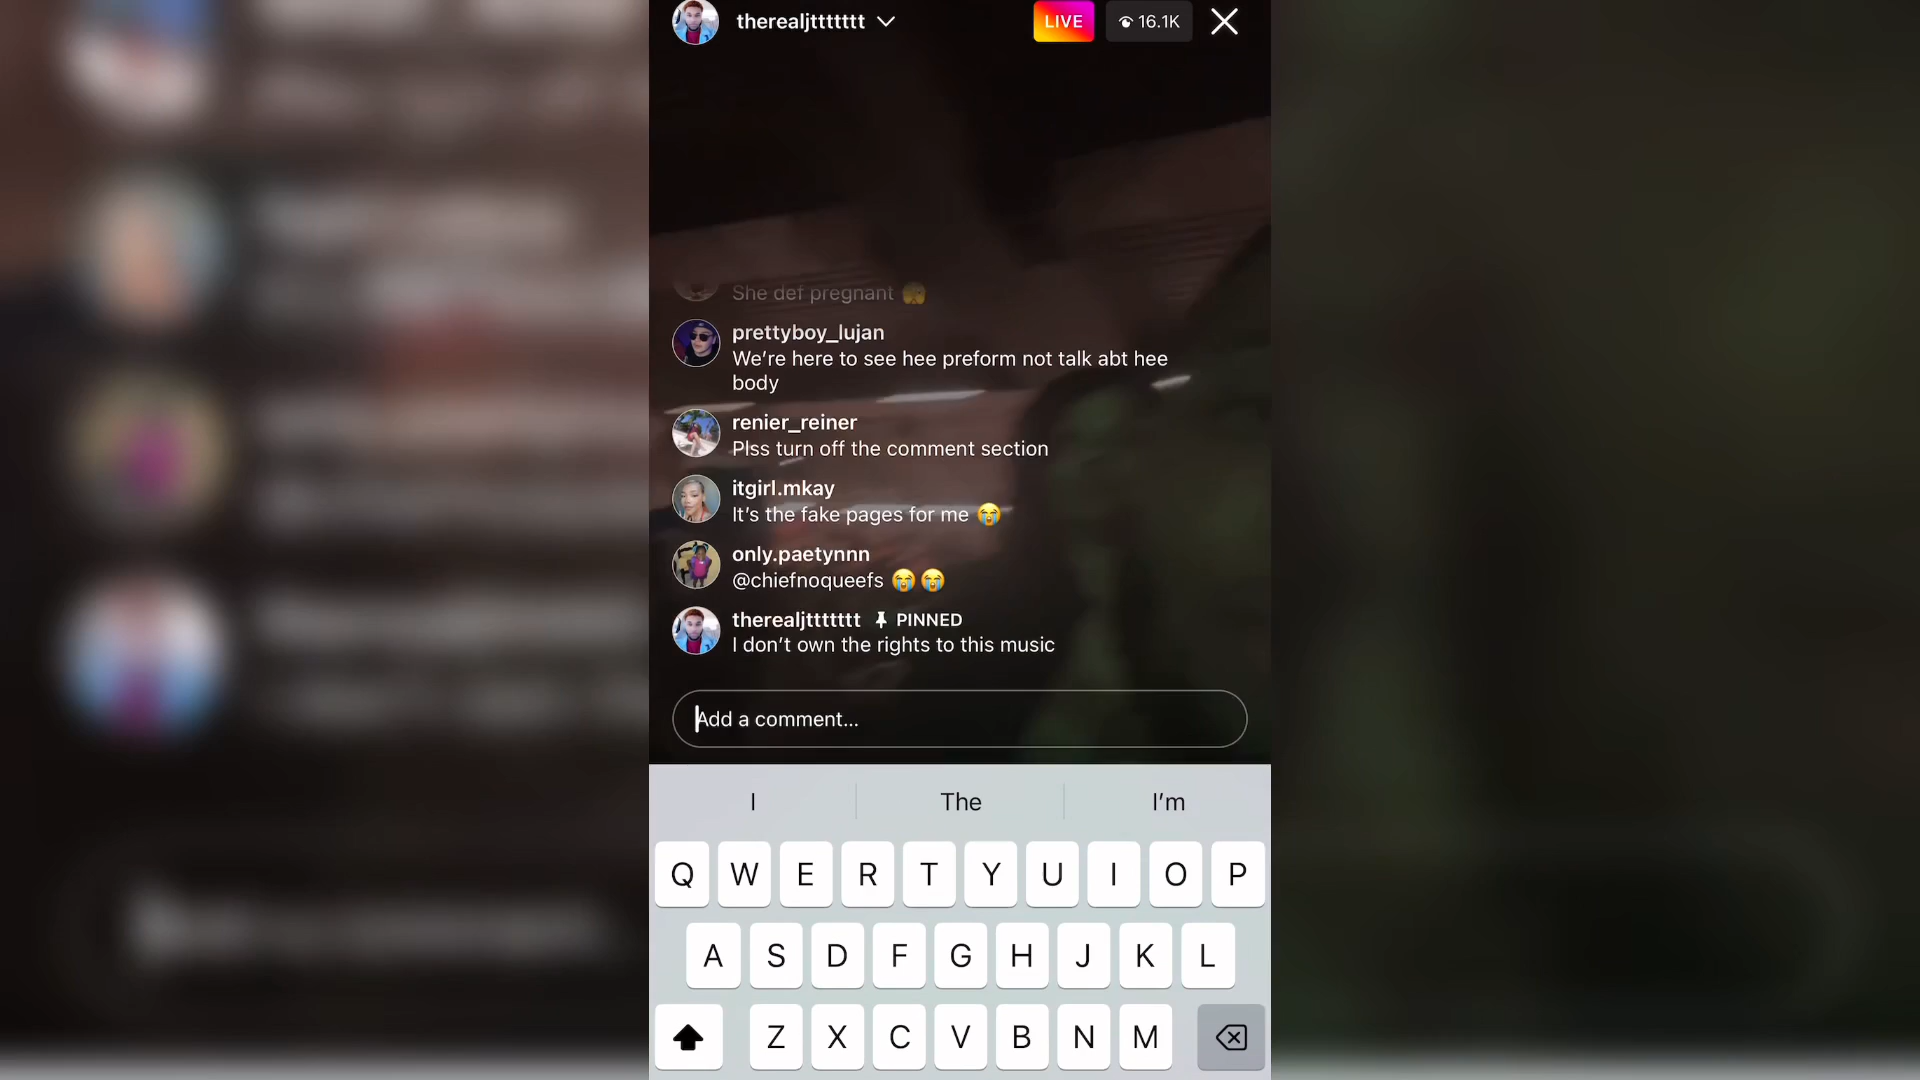 therealjttttttt
LIVE
16.1K
She def pregnant 🫣
prettyboy_lujan
We’re here to see hee preform not talk abt hee
body
renier_reiner
Plss turn off the comment section
itgirl.mkay
It’s the fake pages for me 😭
only.paetynnn
@chiefnoqueefs 😭😭
therealjttttttt PINNED
I don’t own the rights to this music
Add a comment...
I The I’m
Q W E R T Y U I O P
A S D F G H J K L
Z X C V B N M